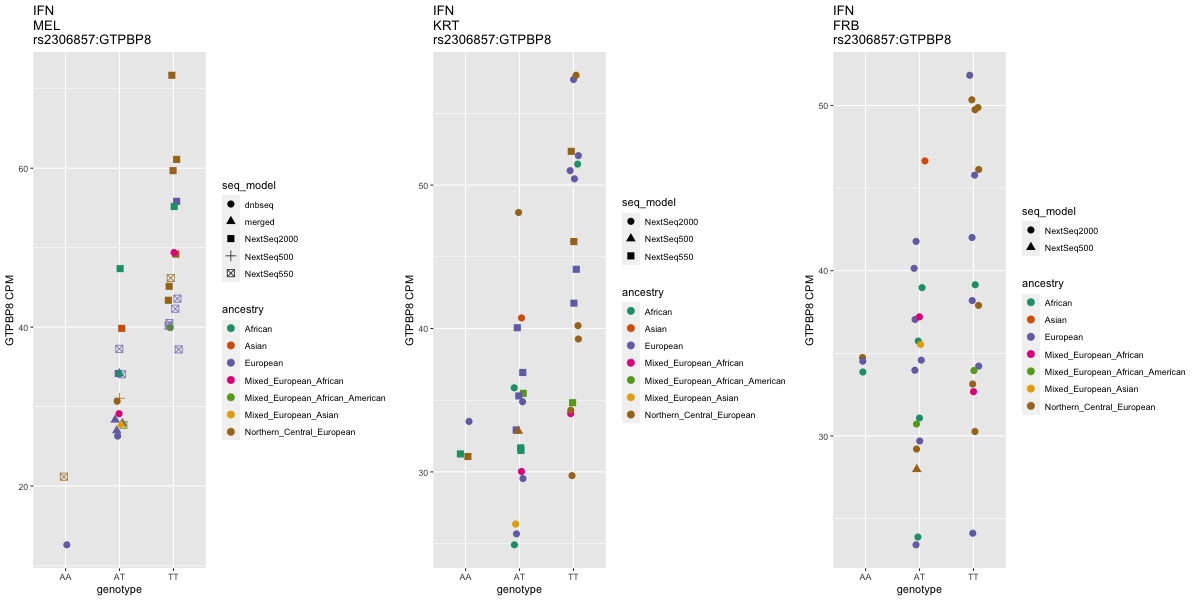 IFN
MEL
rs2306857:GTPBP8
GTPBP8 CPM
60
40
20
AA
AT
TT
genotype
seq_model
dnbseq
merged
NextSeq2000
NextSeq500
NextSeq550
ancestry
African
Asian
European
Mixed_European_African
Mixed_European_African_American
Mixed_European_Asian
Northern_Central_European
IFN
KRT
rs2306857:GTPBP8
GTPBP8 CPM
50
40
30
AA
AT
TT
genotype
seq_model
NextSeq2000
NextSeq500
NextSeq550
ancestry
African
Asian
European
Mixed_European_African
Mixed_European_African_American
Mixed_European_Asian
Northern_Central_European
IFN
FRB
rs2306857:GTPBP8
GTPBP8 CPM
50
40
30
AA
AT
TT
genotype
seq_model
NextSeq2000
NextSeq500
ancestry
African
Asian
European
Mixed_European_African
Mixed_European_African_American
Mixed_European_Asian
Northern_Central_European